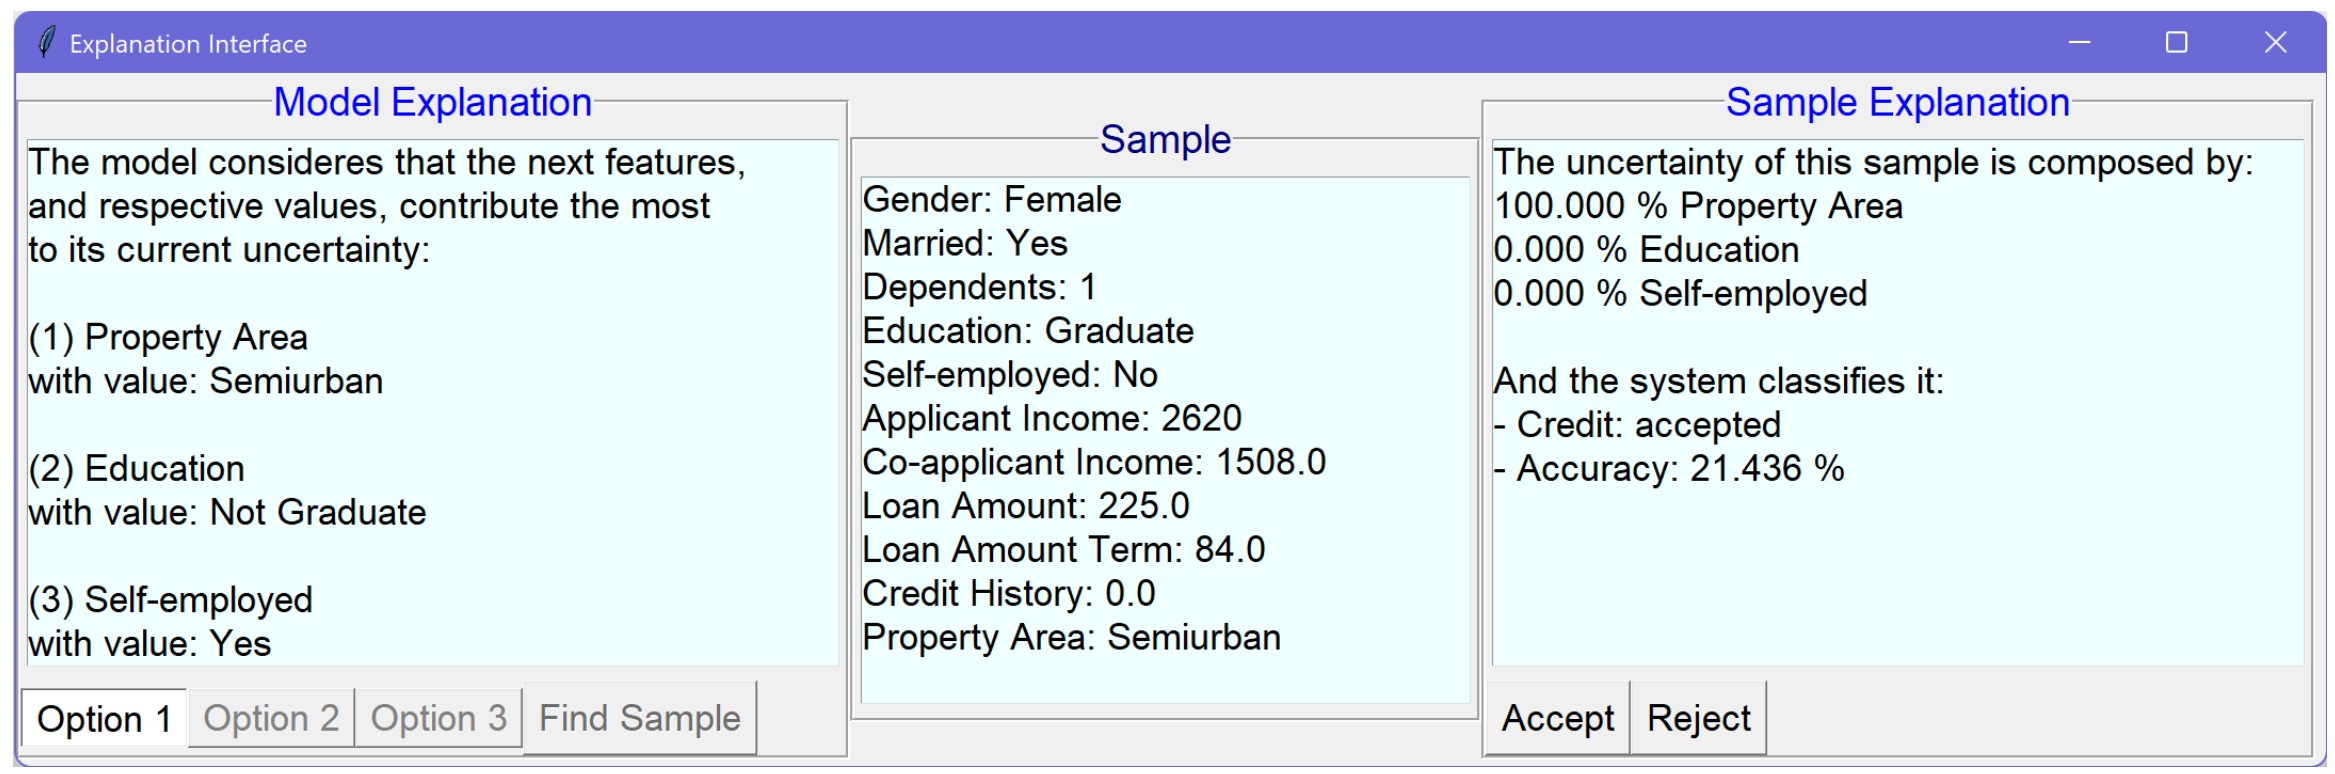 Explanation Interface
Model Explanation
The model consideres that the next features,
and respective values, contribute the most
to its current uncertainty:
(1) Property Area
with value: Semiurban
(2) Education
with value: Not Graduate
(3) Self-employed
with value: Yes
Option 1
Option 2
Option 3
Find Sample
Sample
Gender: Female
Married: Yes
Dependents: 1
Education: Graduate
Self-employed: No
Applicant Income: 2620
Co-applicant Income: 1508.0
Loan Amount: 225.0
Loan Amount Term: 84.0
Credit History: 0.0
Property Area: Semiurban
Sample Explanation
The uncertainty of this sample is composed by:
100.000 % Property Area
0.000 % Education
0.000 % Self-employed
And the system classifies it:
- Credit: accepted
- Accuracy: 21.436 %
Accept
Reject